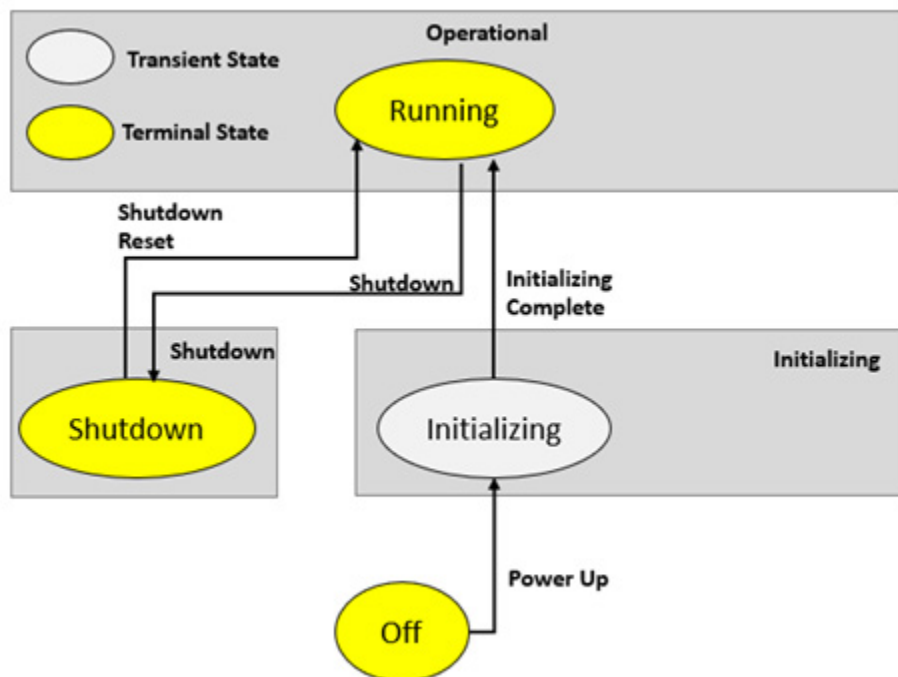 Operational
Transient State
Running
Terminal State
Shutdown
Reset
Shutdown
Initializing
Complete
Shutdown
Initializing
Shutdown
Initializing
Power Up
Off